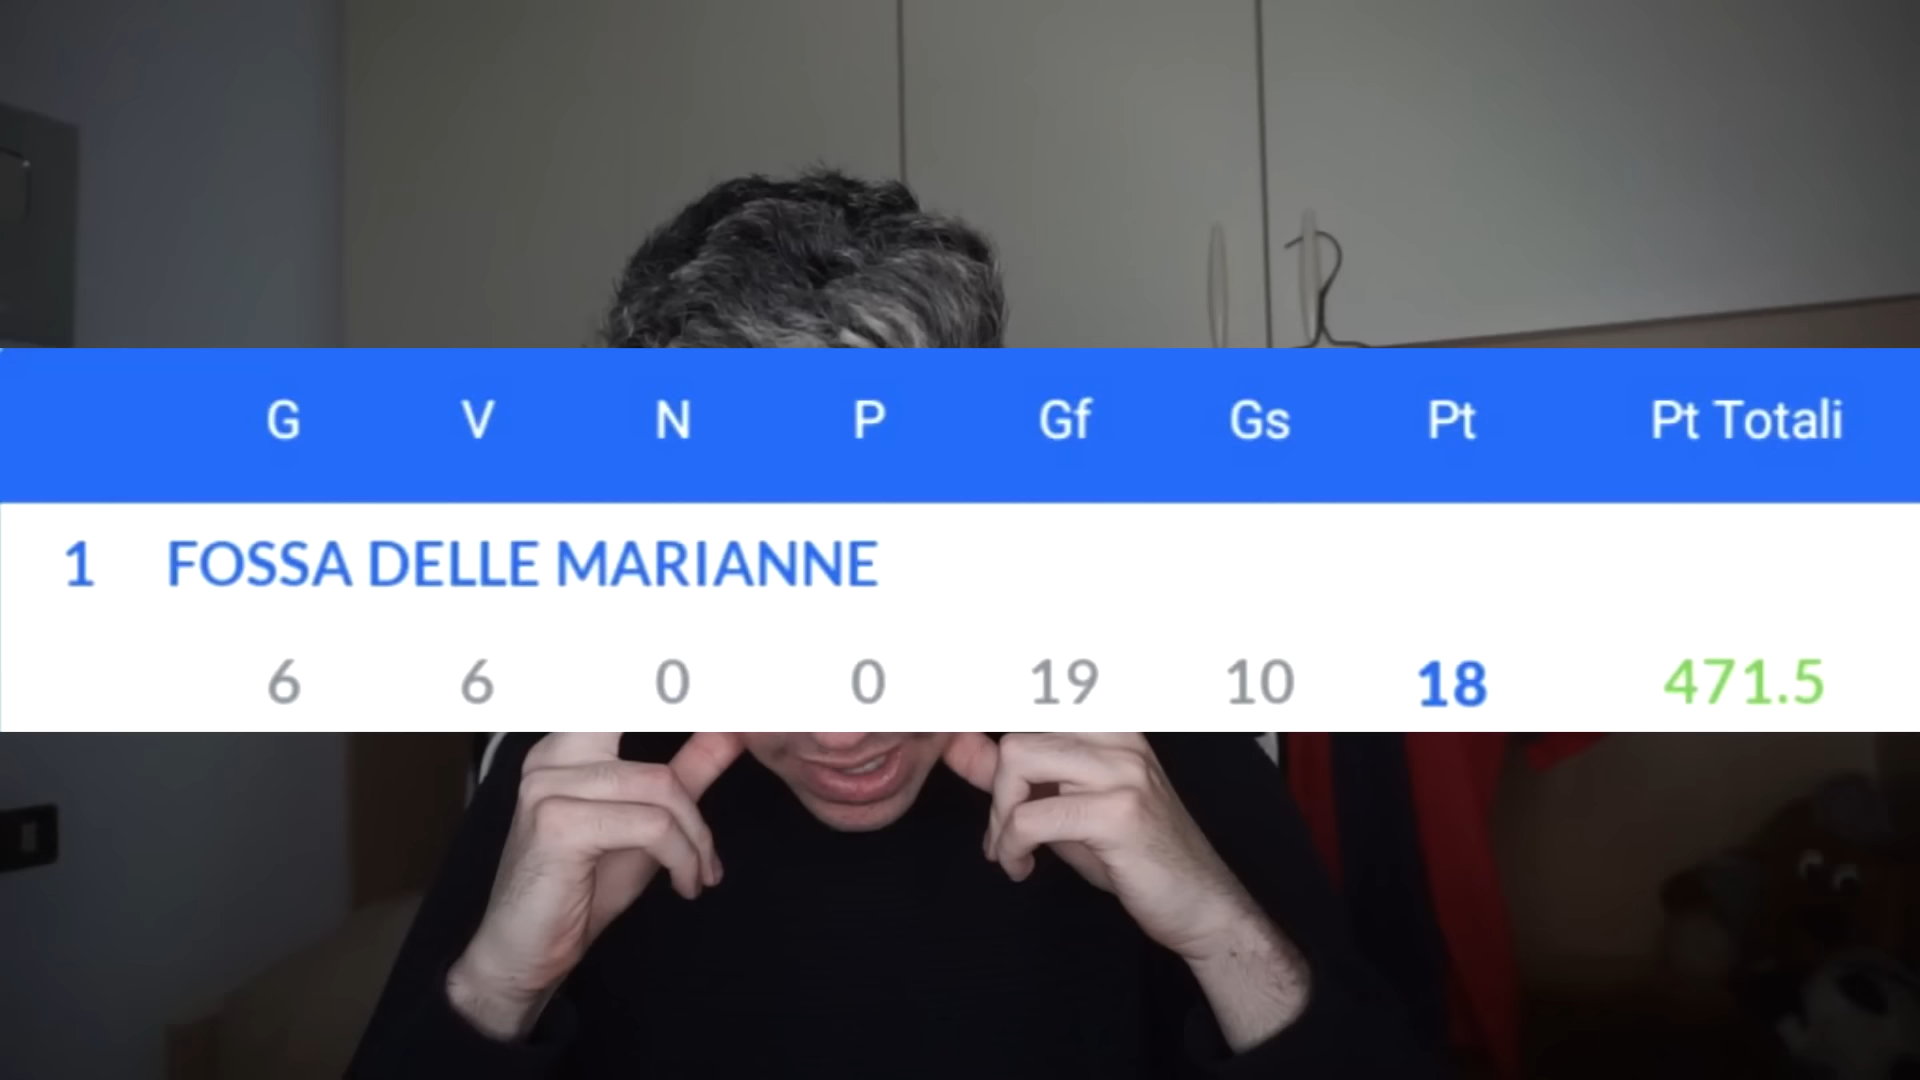 G V N P Gf Gs Pt Pt Totali
1 FOSSA DELLE MARIANNE
6 6 0 0 19 10 18 471.5